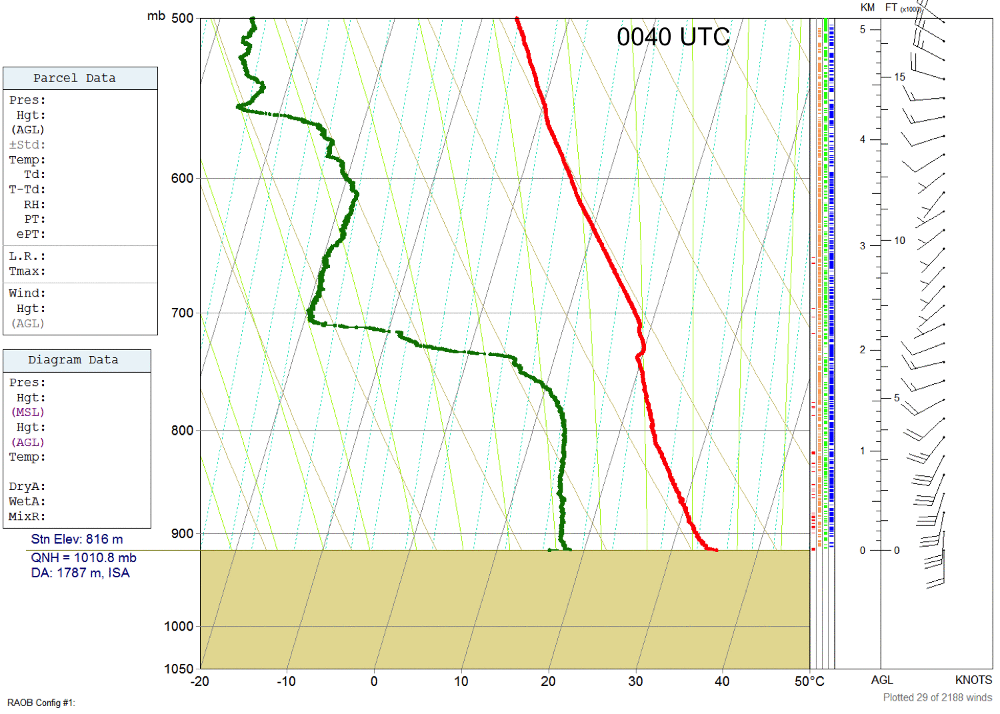 mb
500
600
700
800
900
1000
1050
-20
-10
0
10
20
30
40
50°C
0040 UTC
Parcel Data
Pres:
Hgt:
(AGL)
±Std:
Temp:
Td:
T-Td:
RH:
PT:
ePT:
L.R.:
Tmax:
Wind:
Hgt:
(AGL)
Diagram Data
Pres:
Hgt:
(MSL)
Hgt:
(AGL)
Temp:
DryA:
WetA:
MixR:
Stn Elev: 816 m
QNH = 1010.8 mb
DA: 1787 m, ISA
RAOB Config #1:
KM FT (x1000)
5
15
4
10
3
2
5
1
0 0
AGL KNOTS
Plotted 29 of 2188 winds